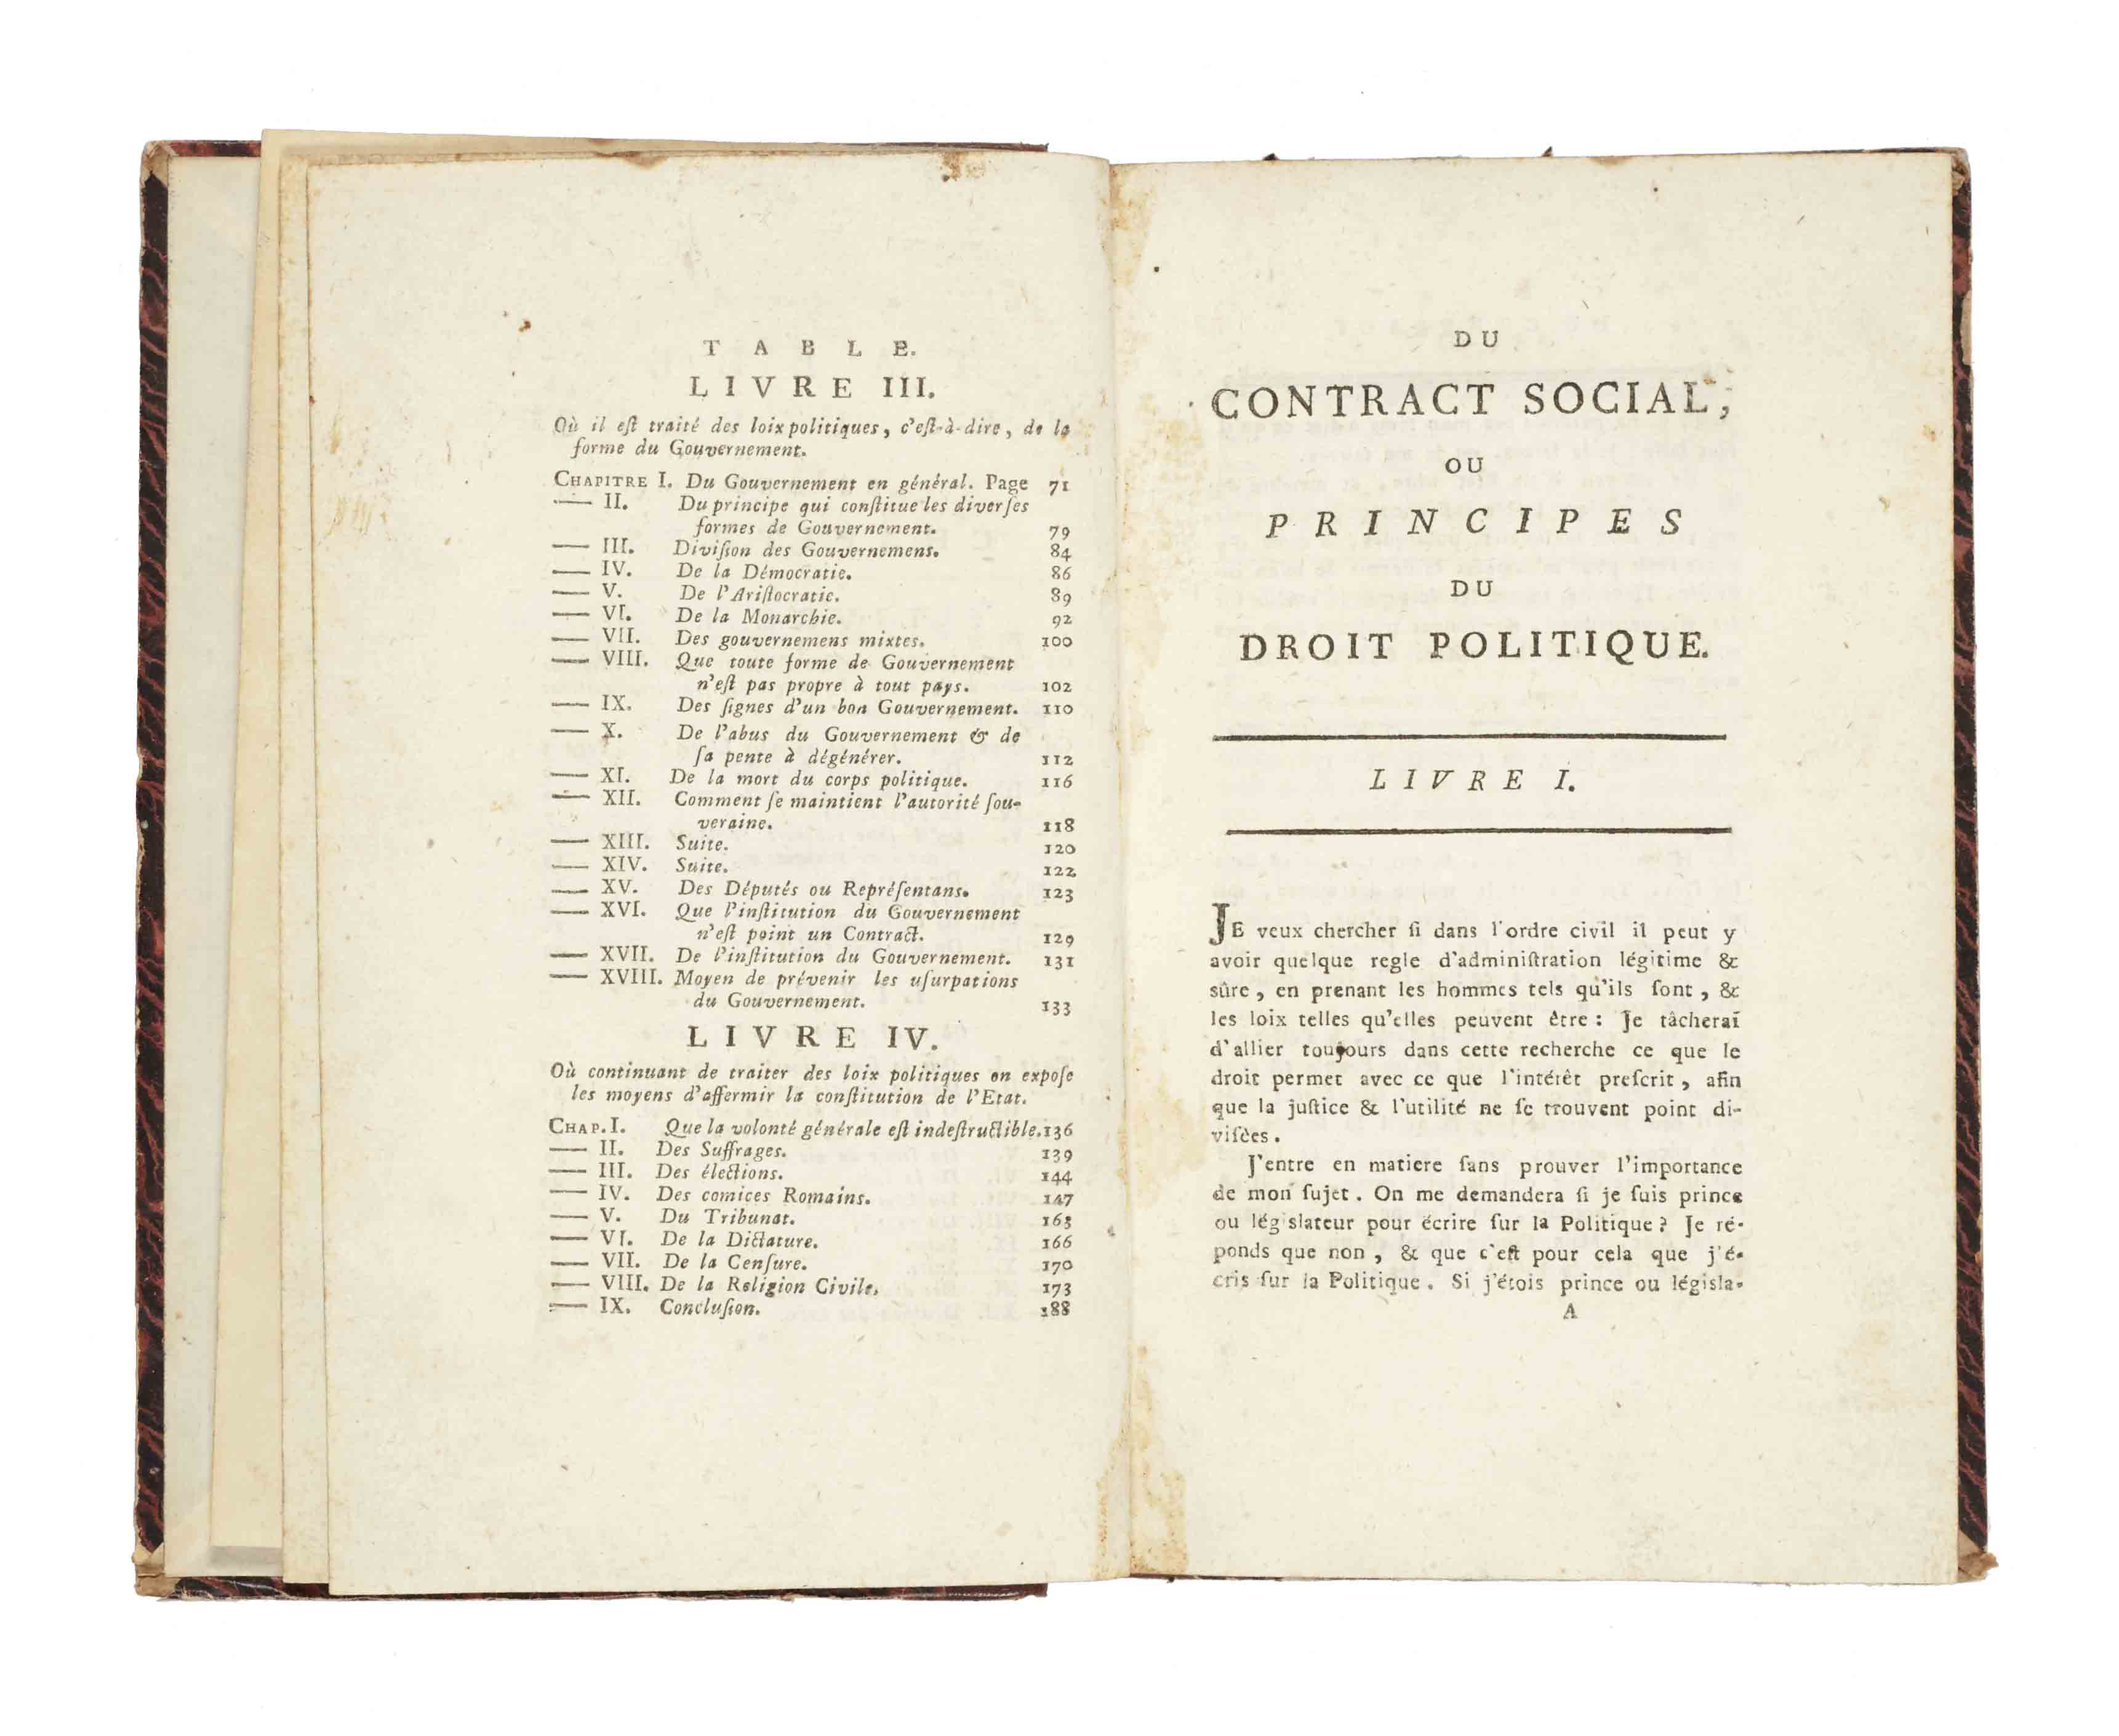 TABLE.
LIVRE III.
Où il eſt traité des loix politiques, c'eſt-à-dire, de la
forme du Gouvernement.
CHAPITRE I. Du Gouvernement en général. Page 71
— II. Du principe qui conſtitue les diverſes
formes de Gouvernement. 79
— III. Diviſion des Gouvernemens. 84
— IV. De la Démocratie. 86
— V. De l'Ariſtocratie. 89
— VI. De la Monarchie. 92
— VII. Des gouvernemens mixtes. 100
— VIII. Que toute forme de Gouvernement
n'eſt pas propre à tout pays. 102
— IX. Des ſignes d'un bon Gouvernement. 110
— X. De l'abus du Gouvernement & de
ſa pente à dégénérer. 112
— XI. De la mort du corps politique. 116
— XII. Comment ſe maintient l'autorité ſou-
veraine. 118
— XIII. Suite. 120
— XIV. Suite. 122
— XV. Des Députés ou Repréſentans. 123
— XVI. Que l'inſtitution du Gouvernement
n'eſt point un Contract. 129
— XVII. De l'inſtitution du Gouvernement. 131
— XVIII. Moyen de prévenir les uſurpations
du Gouvernement. 133
LIVRE IV.
Où continuant de traiter des loix politiques on expoſe
les moyens d'affermir la conſtitution de l'Etat.
CHAP. I. Que la volonté générale eſt indeſtructible. 136
— II. Des Suffrages. 139
— III. Des élections. 144
— IV. Des comices Romains. 147
— V. Du Tribunat. 163
— VI. De la Dictature. 166
— VII. De la Cenſure. 170
— VIII. De la Religion Civile, 173
— IX. Concluſion. 188
DU
CONTRACT SOCIAL;
OU
PRINCIPES
DU
DROIT POLITIQUE.
LIVRE I.
JE veux chercher ſi dans l'ordre civil il peut y
avoir quelque regle d'adminiſtration légitime &
sûre, en prenant les hommes tels qu'ils ſont, &
les loix telles qu'elles peuvent être: Je tâcherai
d'allier toujours dans cette recherche ce que le
droit permet avec ce que l'intérêt preſcrit, afin
que la juſtice & l'utilité ne ſe trouvent point di-
viſées.
J'entre en matiere ſans prouver l'importance
de mon ſujet. On me demandera ſi je ſuis prince
ou légiſlateur pour écrire ſur la Politique? Je ré-
ponds que non, & que c'eſt pour cela que j'é-
cris ſur la Politique. Si j'étois prince ou légiſla-
A